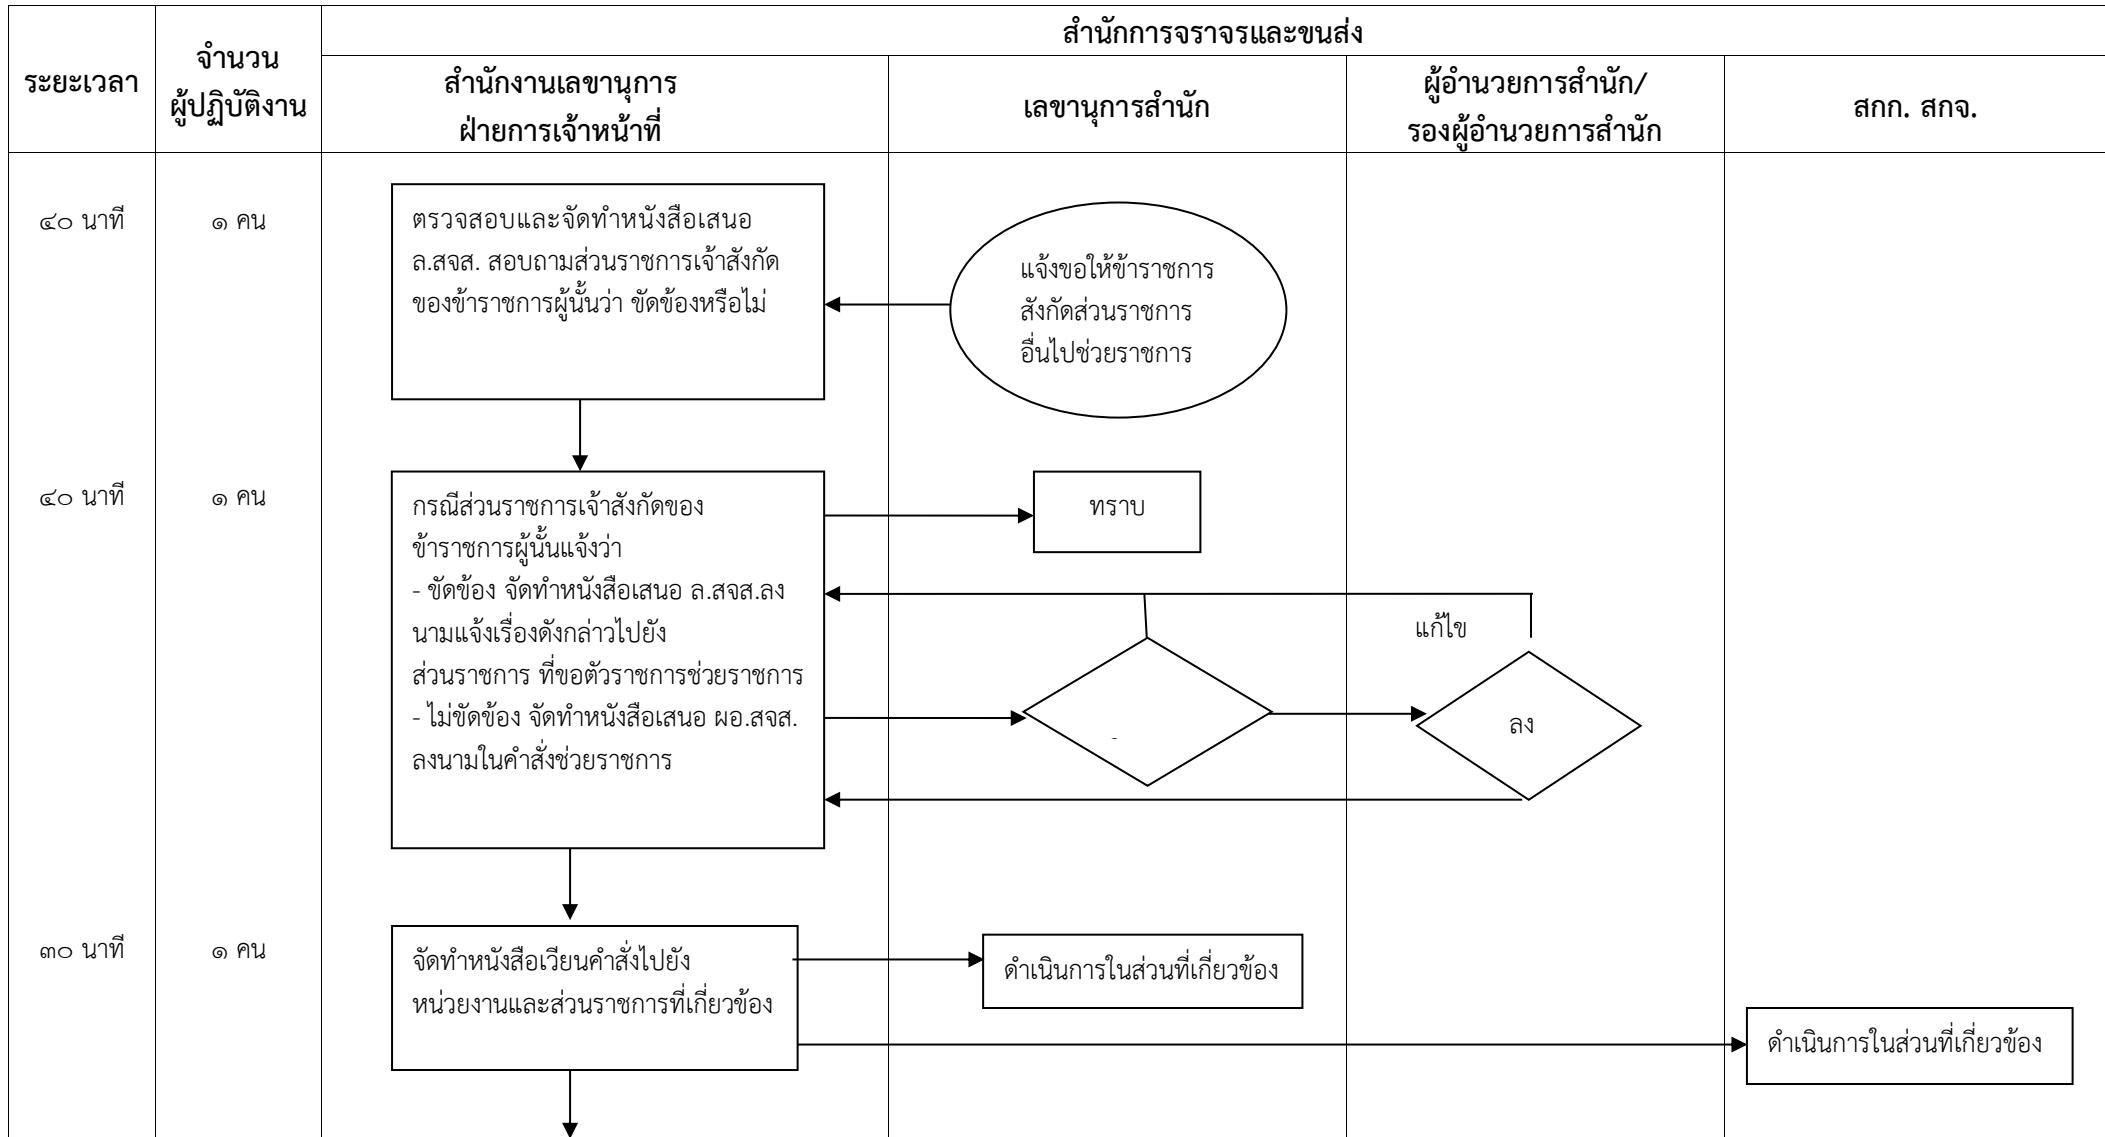 สำนักการจราจรและขนส่ง
ระยะเวลา
จำนวน
ผู้ปฏิบัติงาน
สำนักงานเลขานุการ
ฝ่ายการเจ้าหน้าที่
เลขานุการสำนัก
ผู้อำนวยการสำนัก/
รองผู้อำนวยการสำนัก
สกก. สกจ.
๔๐ นาที
๑ คน
ตรวจสอบและจัดทำหนังสือเสนอ
ล.สจส. สอบถามส่วนราชการเจ้าสังกัด
ของข้าราชการผู้นั้นว่า ขัดข้องหรือไม่
แจ้งขอให้ข้าราชการ
สังกัดส่วนราชการ
อื่นไปช่วยราชการ
๔๐ นาที
๑ คน
กรณีส่วนราชการเจ้าสังกัดของ
ข้าราชการผู้นั้นแจ้งว่า
- ขัดข้อง จัดทำหนังสือเสนอ ล.สจส.ลง
นามแจ้งเรื่องดังกล่าวไปยัง
ส่วนราชการ ที่ขอตัวราชการช่วยราชการ
- ไม่ขัดข้อง จัดทำหนังสือเสนอ ผอ.สจส.
ลงนามในคำสั่งช่วยราชการ
ทราบ
แก้ไข
ลง
๓๐ นาที
๑ คน
จัดทำหนังสือเวียนคำสั่งไปยัง
หน่วยงานและส่วนราชการที่เกี่ยวข้อง
ดำเนินการในส่วนที่เกี่ยวข้อง
ดำเนินการในส่วนที่เกี่ยวข้อง